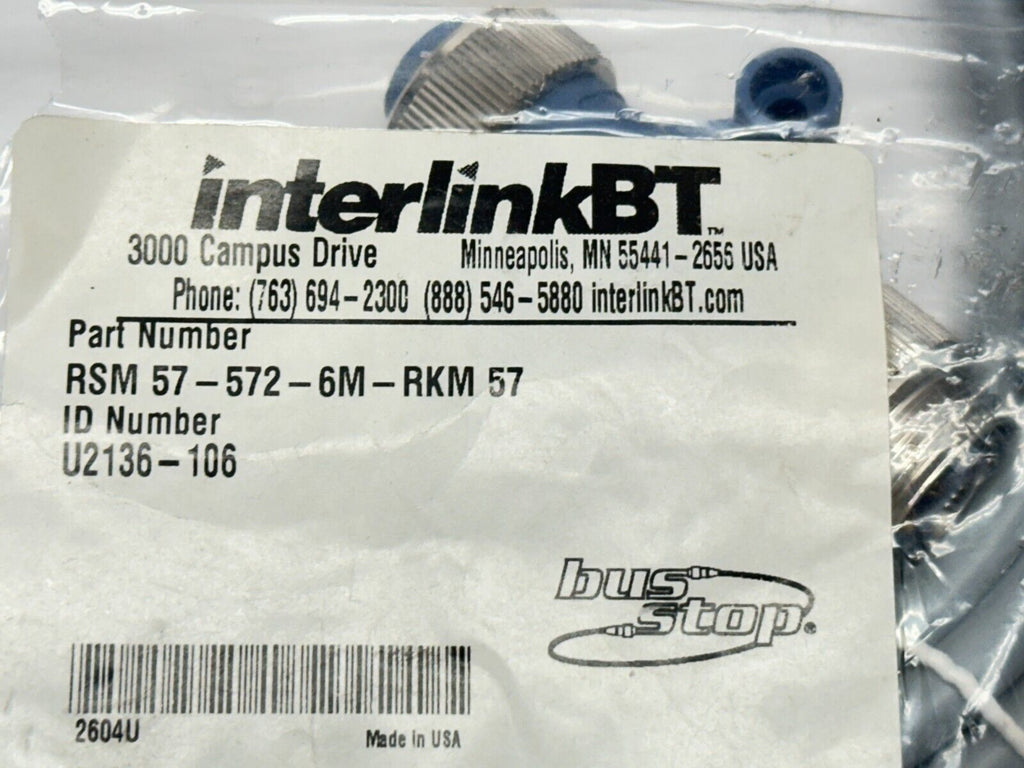 interlinkBT™
3000 Campus Drive Minneapolis, MN 55441-2656 USA
Phone: (763) 694-2300 (888) 546-5880 interlinkBT.com
Part Number
RSM 57-572-6M-RKM 57
ID Number
U2136-106
bus
stop®
2604U Made in USA